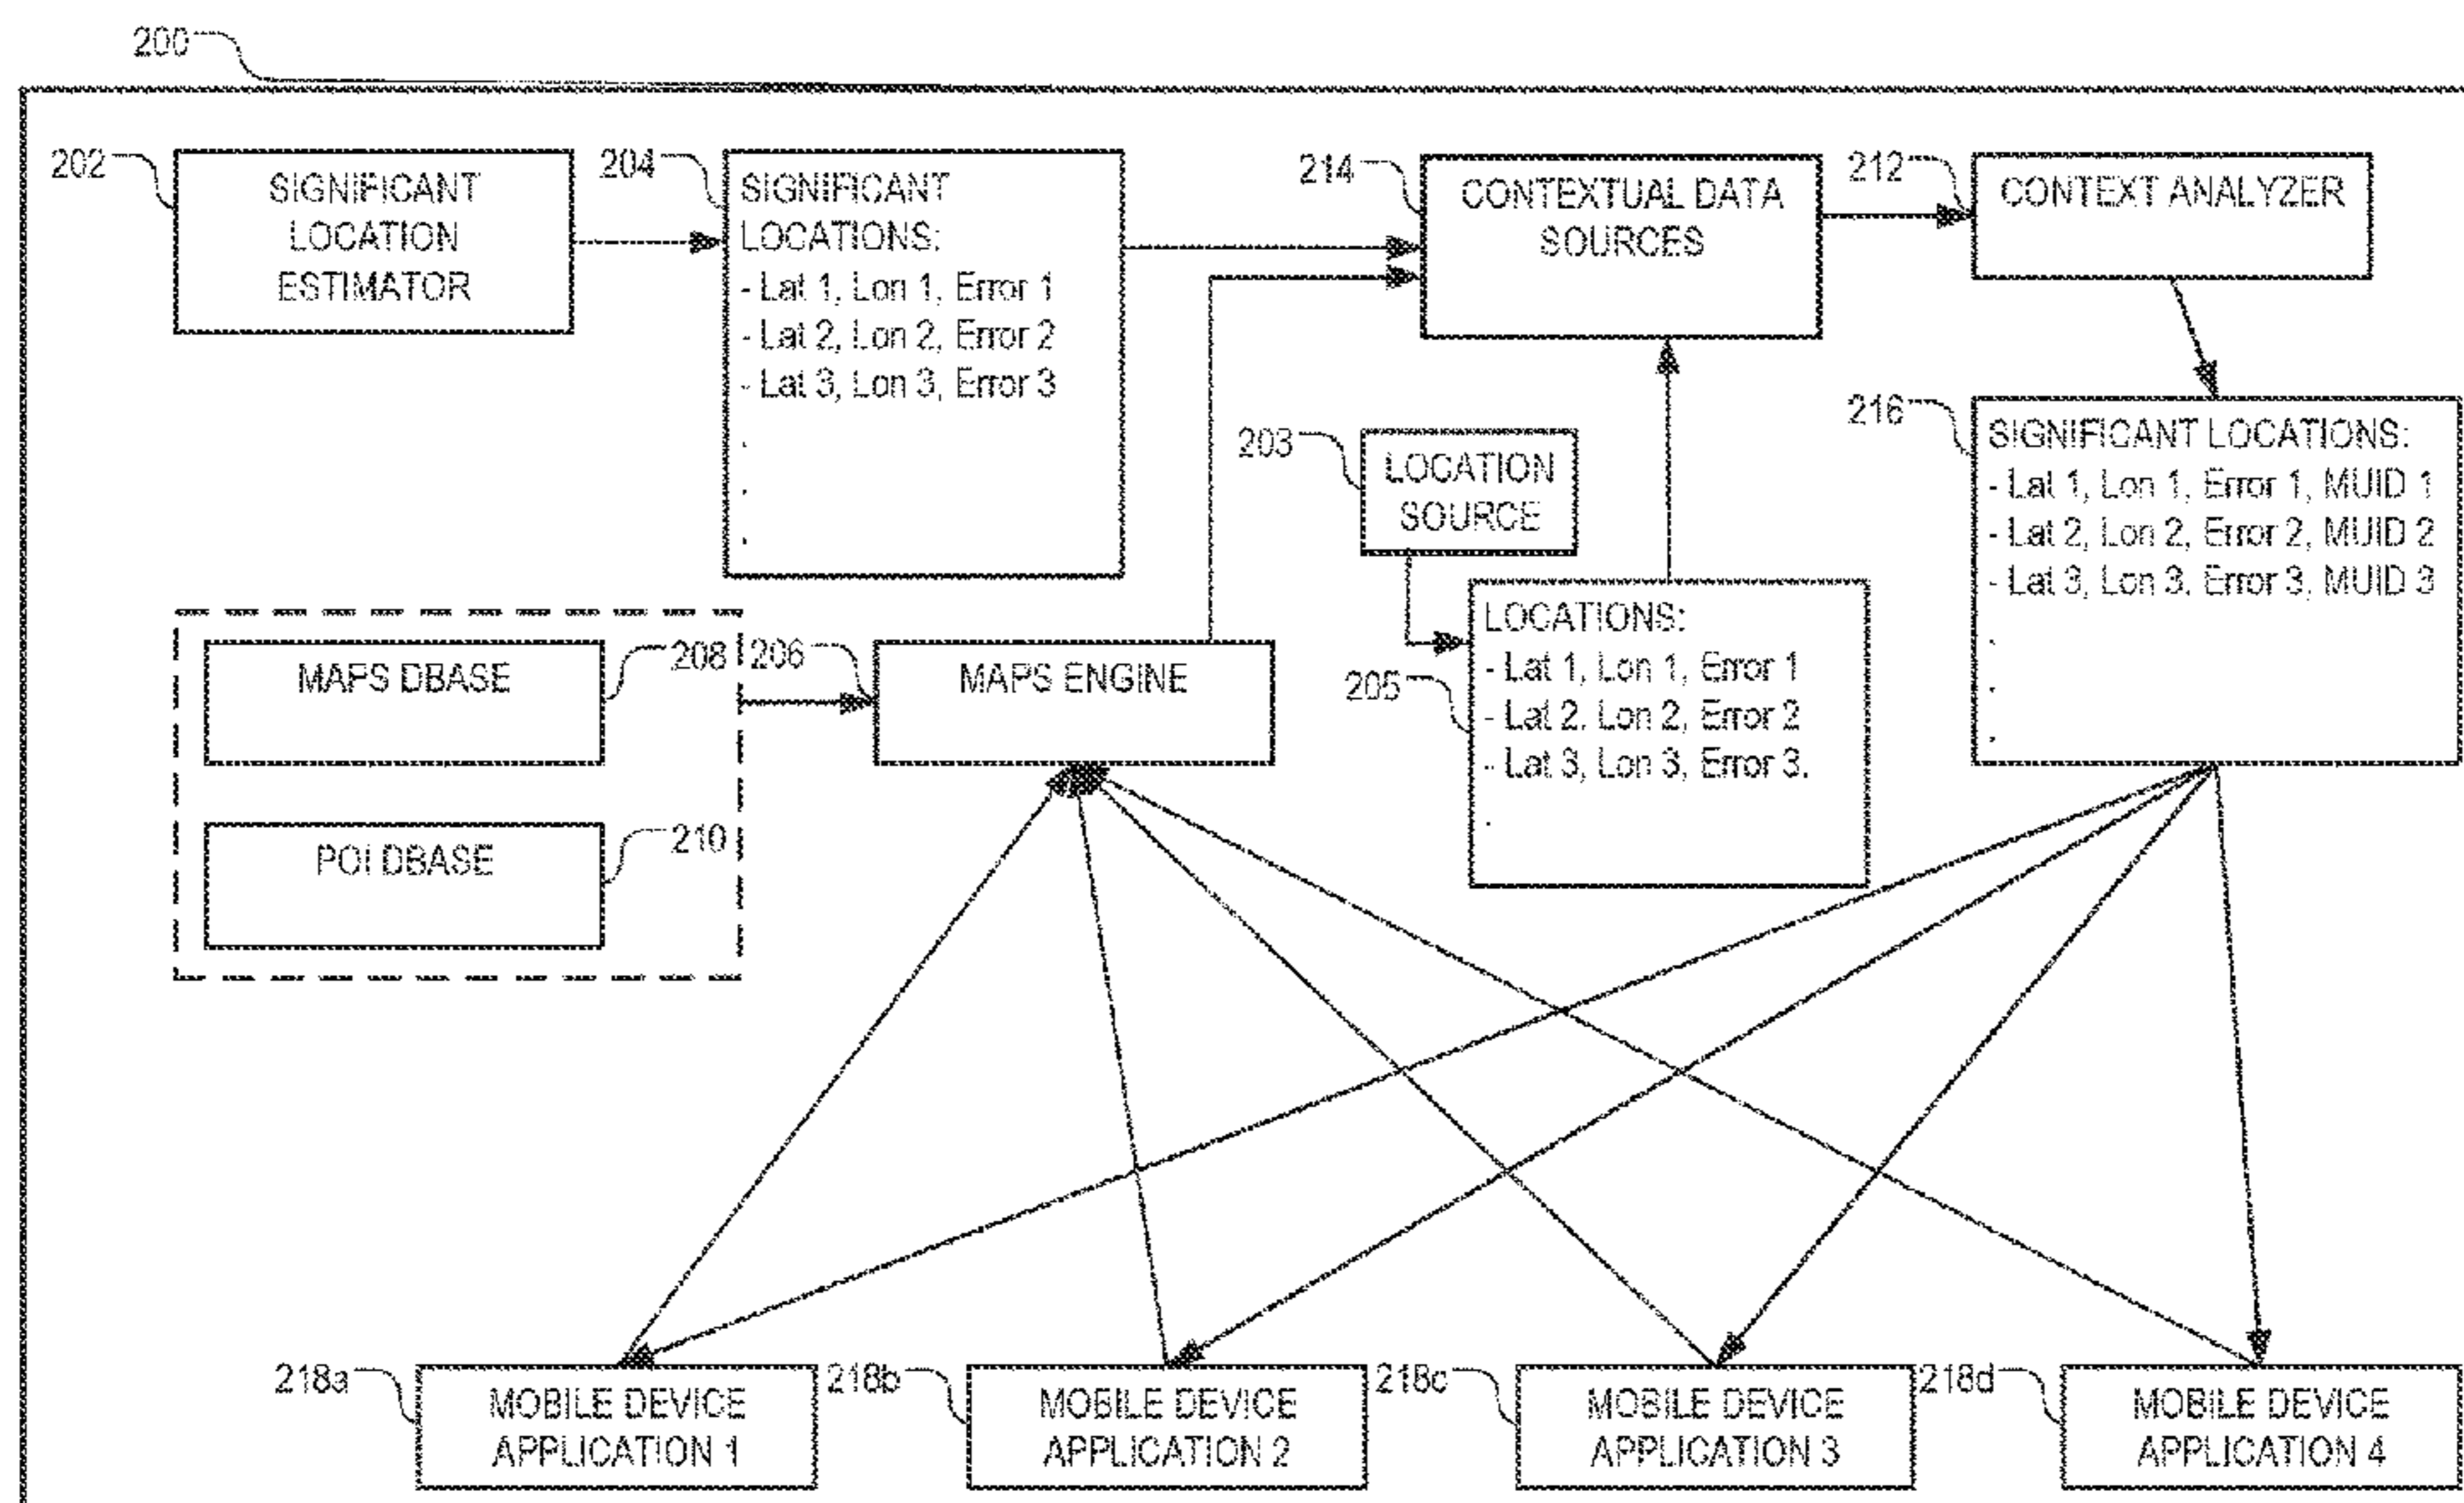 200
202
SIGNIFICANT
LOCATION
ESTIMATOR
204
SIGNIFICANT
LOCATIONS:
- Lat 1, Lon 1, Error 1
- Lat 2, Lon 2, Error 2
- Lat 3, Lon 3, Error 3
.
.
.
214
CONTEXTUAL DATA
SOURCES
212
CONTEXT ANALYZER
203
LOCATION
SOURCE
216
SIGNIFICANT LOCATIONS:
- Lat 1, Lon 1, Error 1, MUID 1
- Lat 2, Lon 2, Error 2, MUID 2
- Lat 3, Lon 3. Error 3, MUID 3
.
.
.
MAPS DBASE
208
206
MAPS ENGINE
205
LOCATIONS:
- Lat 1, Lon 1, Error 1
- Lat 2. Lon 2, Error 2
- Lat 3, Lon 3, Error 3.
.
POI DBASE
210
218a
MOBILE DEVICE
APPLICATION 1
218b
MOBILE DEVICE
APPLICATION 2
218c
MOBILE DEVICE
APPLICATION 3
218d
MOBILE DEVICE
APPLICATION 4